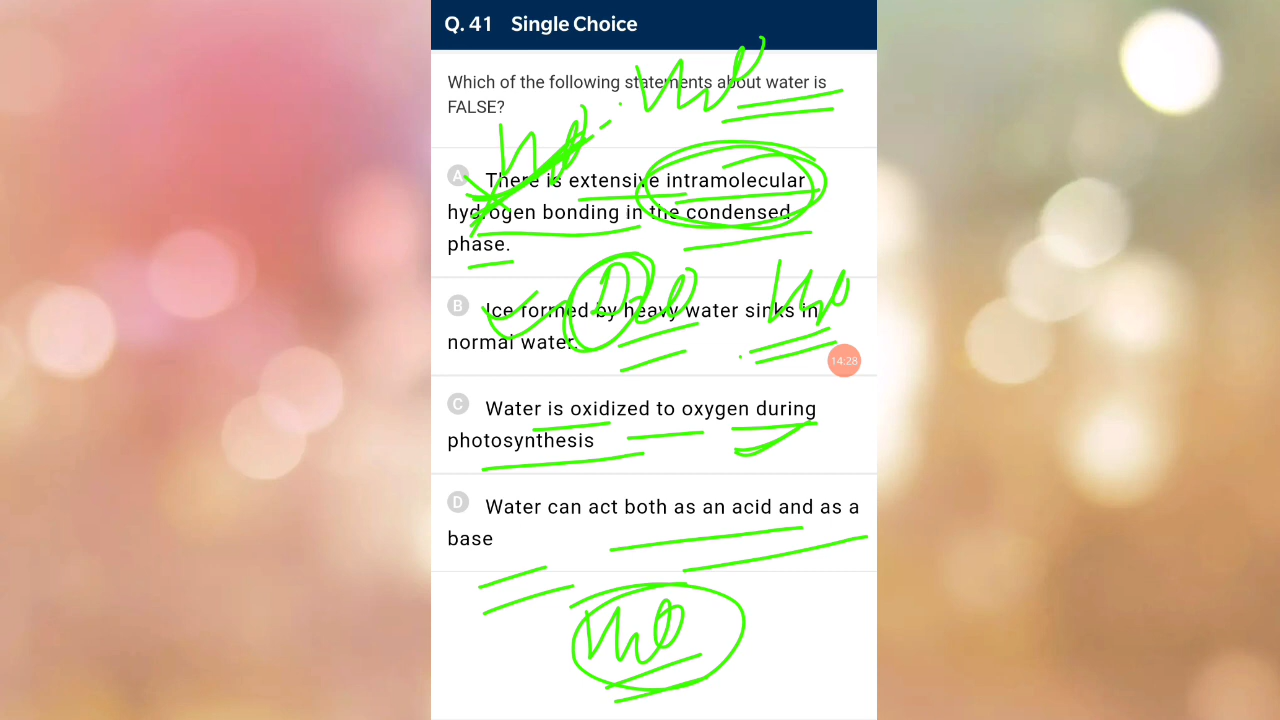 Q. 41 Single Choice
Which of the following statements about water is
FALSE?
A There is extensive intramolecular
hydrogen bonding in the condensed
phase.
B Ice formed by heavy water sinks in
normal water.
14:28
C Water is oxidized to oxygen during
photosynthesis
D Water can act both as an acid and as a
base